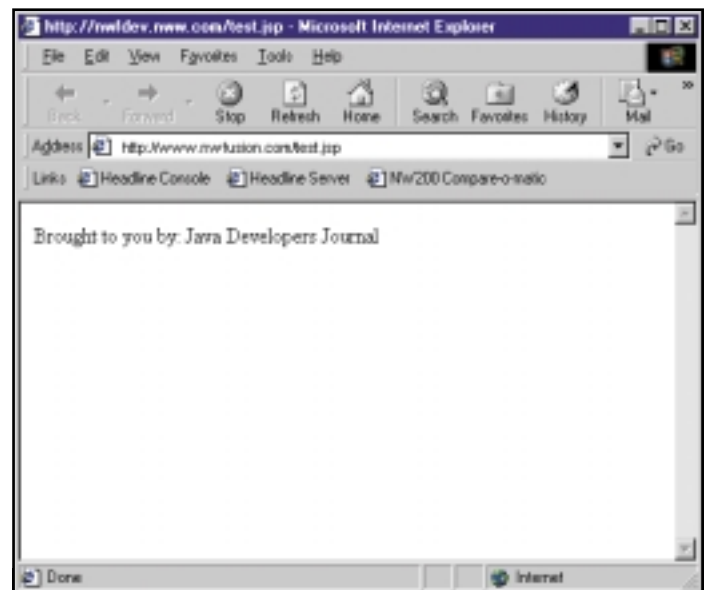 http://nwldev.nww.com/test.jsp - Microsoft Internet Explorer
File Edit View Favorites Tools Help
Back Forward Stop Refresh Home Search Favorites History Mail »
Address http://www.nwfusion.com/test.jsp Go
Links Headline Console Headline Server NW200 Compare-o-matic
Brought to you by: Java Developers Journal
Done Internet